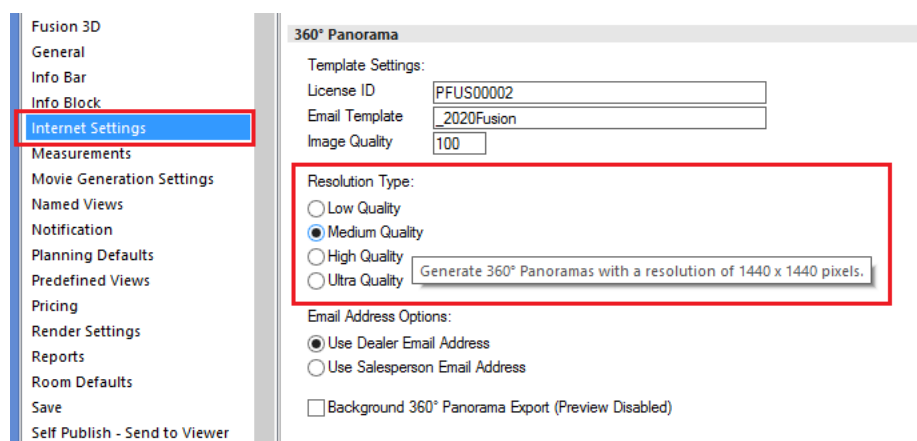 Fusion 3D
General
Info Bar
Info Block
Internet Settings
Measurements
Movie Generation Settings
Named Views
Notification
Planning Defaults
Predefined Views
Pricing
Render Settings
Reports
Room Defaults
Save
Self Publish - Send to Viewer
360° Panorama
Template Settings:
License ID PFUS00002
Email Template _2020Fusion
Image Quality 100
Resolution Type:
Low Quality
Medium Quality
High Quality
Ultra Quality
Generate 360° Panoramas with a resolution of 1440 x 1440 pixels.
Email Address Options:
Use Dealer Email Address
Use Salesperson Email Address
Background 360° Panorama Export (Preview Disabled)